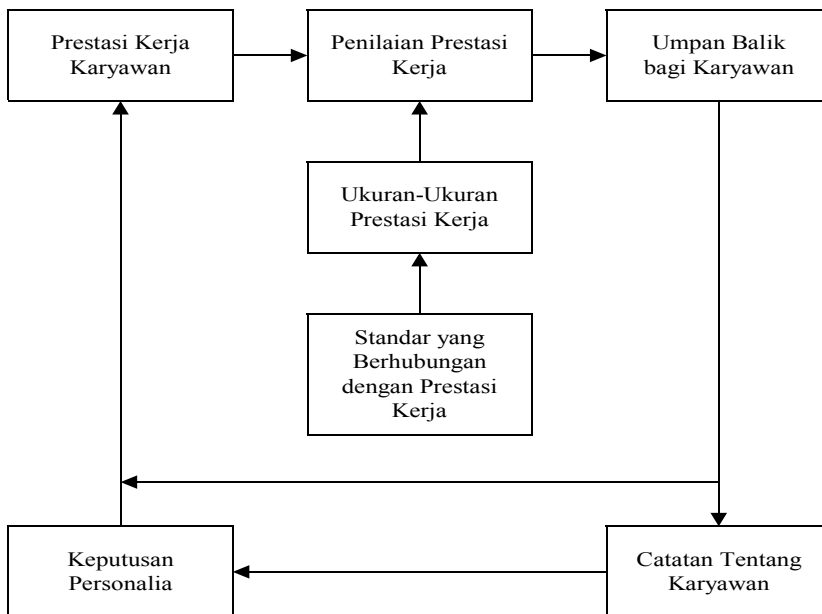 Prestasi Kerja
Karyawan
Penilaian Prestasi
Kerja
Umpan Balik
bagi Karyawan
Ukuran-Ukuran
Prestasi Kerja
Standar yang
Berhubungan
dengan Prestasi
Kerja
Keputusan
Personalia
Catatan Tentang
Karyawan